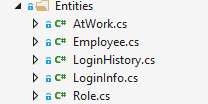 Entities
C# AtWork.cs
C# Employee.cs
C# LoginHistory.cs
C# LoginInfo.cs
C# Role.cs